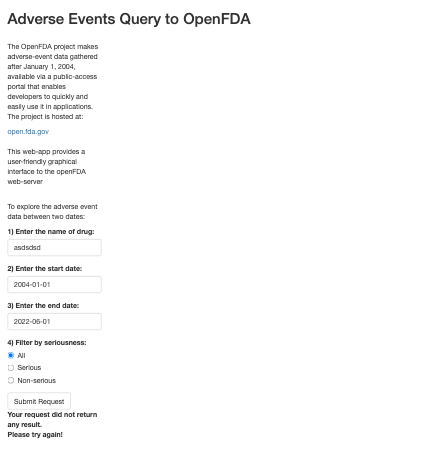 Adverse Events Query to OpenFDA
The OpenFDA project makes
adverse-event data gathered
after January 1, 2004,
available via a public-access
portal that enables
developers to quickly and
easily use it in applications.
The project is hosted at:
open.fda.gov
This web-app provides a
user-friendly graphical
interface to the openFDA
web-server
To explore the adverse event
data between two dates:
1) Enter the name of drug:
asdsdsd
2) Enter the start date:
2004-01-01
3) Enter the end date:
2022-06-01
4) Filter by seriousness:
All
Serious
Non-serious
Submit Request
Your request did not return
any result.
Please try again!